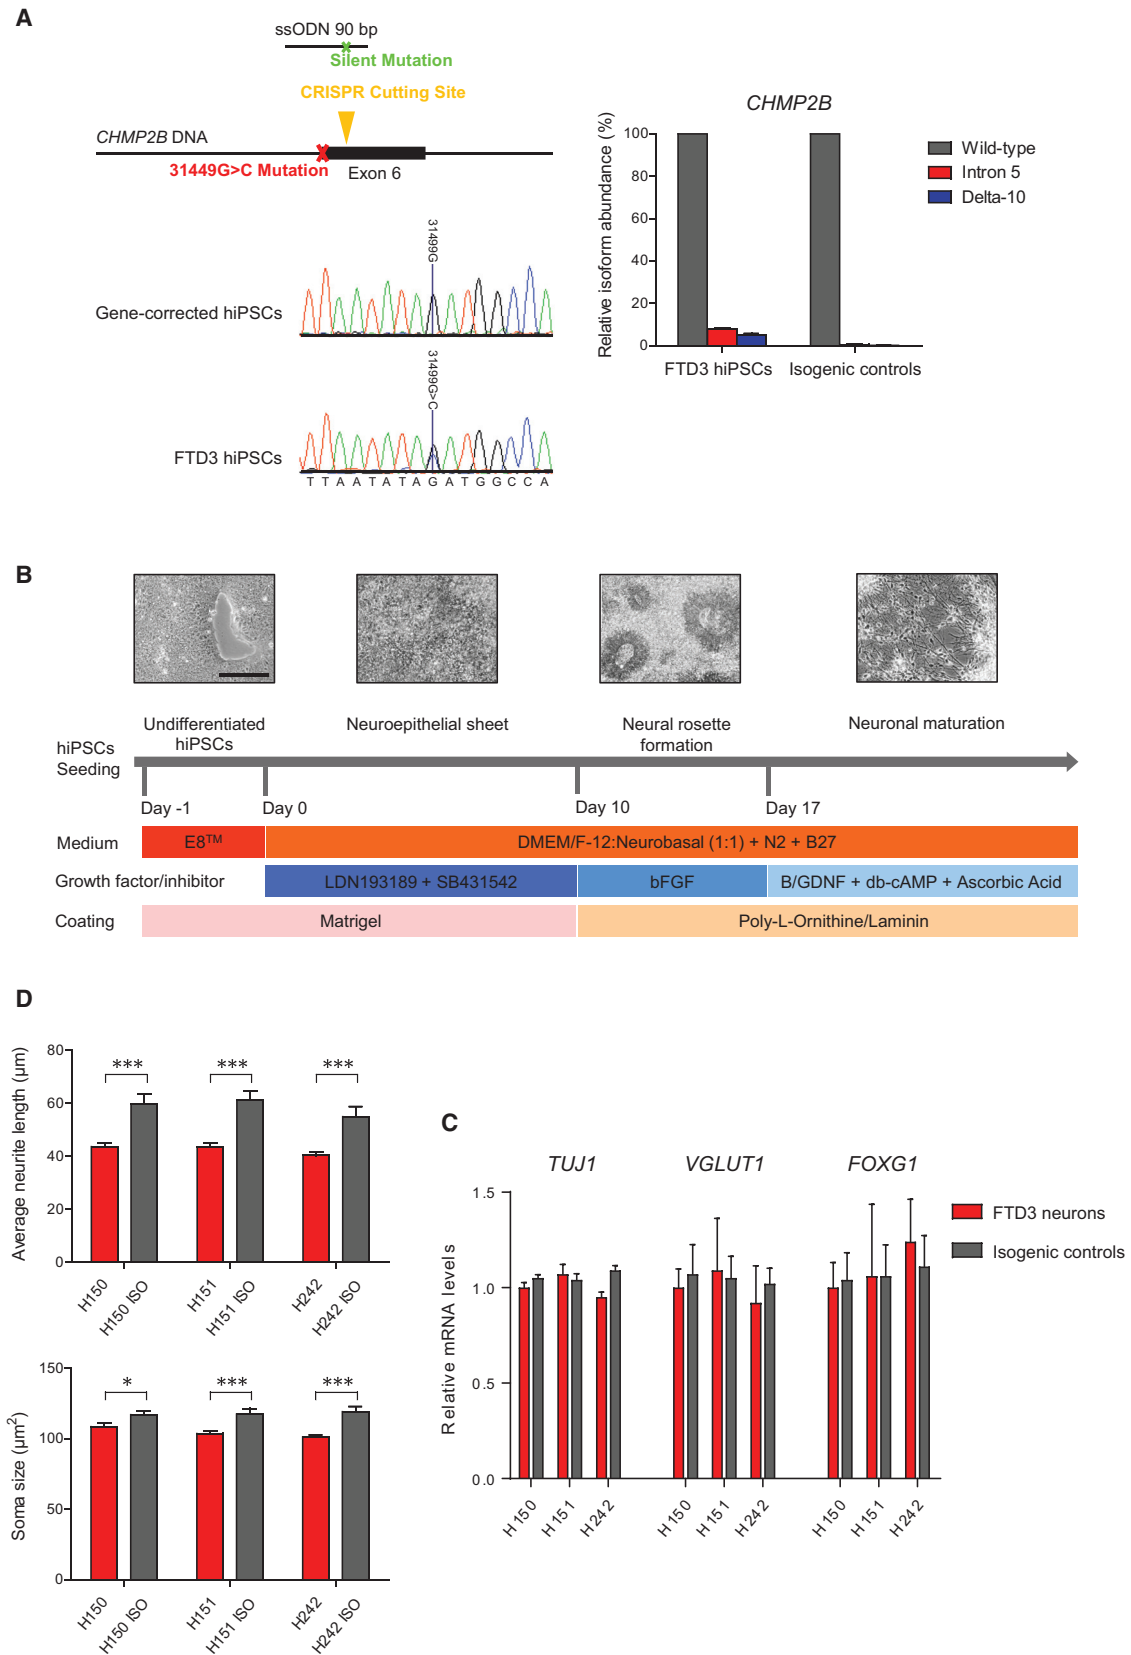 A
ssODN 90 bp
Silent Mutation
CRISPR Cutting Site
CHMP2B DNA
31449G>C Mutation
Exon 6
31499G
Gene-corrected hiPSCs
31499G>C
FTD3 hiPSCs
T T A A T A T A G A T G G C C A
CHMP2B
Relative isoform abundance (%)
100
80
60
40
20
0
FTD3 hiPSCs
Isogenic controls
Wild-type
Intron 5
Delta-10
B
Undifferentiated
hiPSCs
Neuroepithelial sheet
Neural rosette
formation
Neuronal maturation
hiPSCs
Seeding
Day -1
Day 0
Day 10
Day 17
Medium
E8™
DMEM/F-12:Neurobasal (1:1) + N2 + B27
Growth factor/inhibitor
LDN193189 + SB431542
bFGF
B/GDNF + db-cAMP + Ascorbic Acid
Coating
Matrigel
Poly-L-Ornithine/Laminin
D
Average neurite length (µm)
80
60
40
20
0
***
***
***
H150
H150 ISO
H151
H151 ISO
H242
H242 ISO
Soma size (µm²)
150
100
50
0
*
***
***
H150
H150 ISO
H151
H151 ISO
H242
H242 ISO
C
TUJ1
VGLUT1
FOXG1
Relative mRNA levels
1.5
1.0
0.5
0.0
H150
H151
H242
H150
H151
H242
H150
H151
H242
FTD3 neurons
Isogenic controls